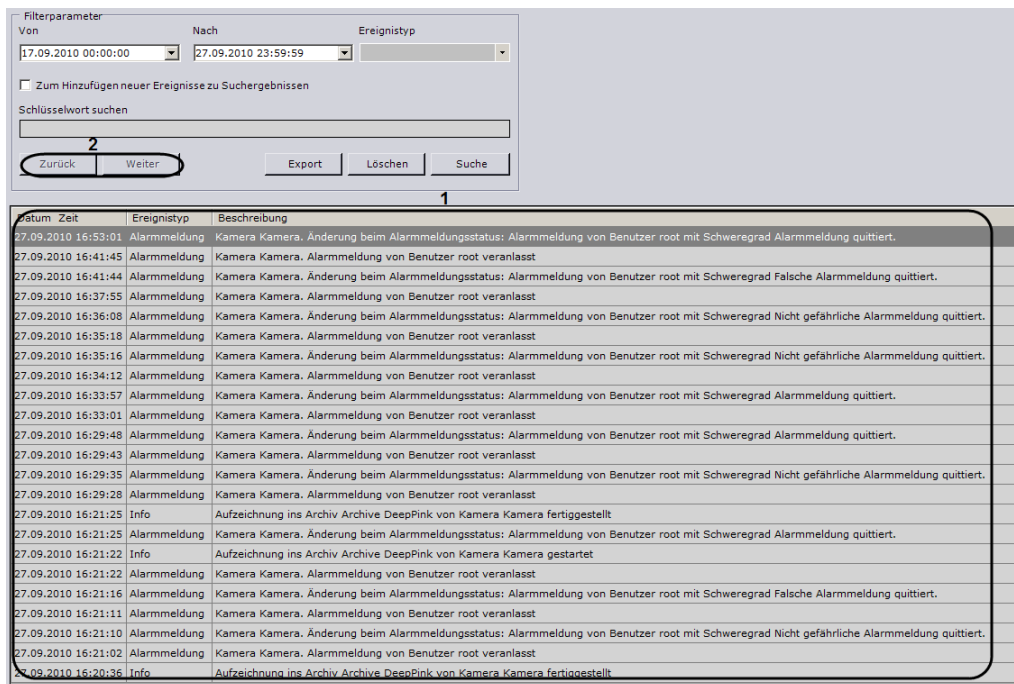 Filterparameter
Von Nach Ereignistyp
17.09.2010 00:00:00 27.09.2010 23:59:59
Zum Hinzufügen neuer Ereignisse zu Suchergebnissen
Schlüsselwort suchen
2
Zurück Weiter Export Löschen Suche
1
Datum Zeit Ereignistyp Beschreibung
27.09.2010 16:53:01 Alarmmeldung Kamera Kamera. Änderung beim Alarmmeldungsstatus: Alarmmeldung von Benutzer root mit Schweregrad Alarmmeldung quittiert.
27.09.2010 16:41:45 Alarmmeldung Kamera Kamera. Alarmmeldung von Benutzer root veranlasst
27.09.2010 16:41:44 Alarmmeldung Kamera Kamera. Änderung beim Alarmmeldungsstatus: Alarmmeldung von Benutzer root mit Schweregrad Falsche Alarmmeldung quittiert.
27.09.2010 16:37:55 Alarmmeldung Kamera Kamera. Alarmmeldung von Benutzer root veranlasst
27.09.2010 16:36:08 Alarmmeldung Kamera Kamera. Änderung beim Alarmmeldungsstatus: Alarmmeldung von Benutzer root mit Schweregrad Nicht gefährliche Alarmmeldung quittiert.
27.09.2010 16:35:18 Alarmmeldung Kamera Kamera. Alarmmeldung von Benutzer root veranlasst
27.09.2010 16:35:16 Alarmmeldung Kamera Kamera. Änderung beim Alarmmeldungsstatus: Alarmmeldung von Benutzer root mit Schweregrad Nicht gefährliche Alarmmeldung quittiert.
27.09.2010 16:34:12 Alarmmeldung Kamera Kamera. Alarmmeldung von Benutzer root veranlasst
27.09.2010 16:33:57 Alarmmeldung Kamera Kamera. Änderung beim Alarmmeldungsstatus: Alarmmeldung von Benutzer root mit Schweregrad Alarmmeldung quittiert.
27.09.2010 16:33:01 Alarmmeldung Kamera Kamera. Alarmmeldung von Benutzer root veranlasst
27.09.2010 16:29:48 Alarmmeldung Kamera Kamera. Änderung beim Alarmmeldungsstatus: Alarmmeldung von Benutzer root mit Schweregrad Alarmmeldung quittiert.
27.09.2010 16:29:43 Alarmmeldung Kamera Kamera. Alarmmeldung von Benutzer root veranlasst
27.09.2010 16:29:35 Alarmmeldung Kamera Kamera. Änderung beim Alarmmeldungsstatus: Alarmmeldung von Benutzer root mit Schweregrad Nicht gefährliche Alarmmeldung quittiert.
27.09.2010 16:29:28 Alarmmeldung Kamera Kamera. Alarmmeldung von Benutzer root veranlasst
27.09.2010 16:21:25 Info Aufzeichnung ins Archiv Archive DeepPink von Kamera Kamera fertiggestellt
27.09.2010 16:21:25 Alarmmeldung Kamera Kamera. Änderung beim Alarmmeldungsstatus: Alarmmeldung von Benutzer root mit Schweregrad Alarmmeldung quittiert.
27.09.2010 16:21:22 Info Aufzeichnung ins Archiv Archive DeepPink von Kamera Kamera gestartet
27.09.2010 16:21:22 Alarmmeldung Kamera Kamera. Alarmmeldung von Benutzer root veranlasst
27.09.2010 16:21:16 Alarmmeldung Kamera Kamera. Änderung beim Alarmmeldungsstatus: Alarmmeldung von Benutzer root mit Schweregrad Falsche Alarmmeldung quittiert.
27.09.2010 16:21:11 Alarmmeldung Kamera Kamera. Alarmmeldung von Benutzer root veranlasst
27.09.2010 16:21:10 Alarmmeldung Kamera Kamera. Änderung beim Alarmmeldungsstatus: Alarmmeldung von Benutzer root mit Schweregrad Nicht gefährliche Alarmmeldung quittiert.
27.09.2010 16:21:02 Alarmmeldung Kamera Kamera. Alarmmeldung von Benutzer root veranlasst
27.09.2010 16:20:36 Info Aufzeichnung ins Archiv Archive DeepPink von Kamera Kamera fertiggestellt